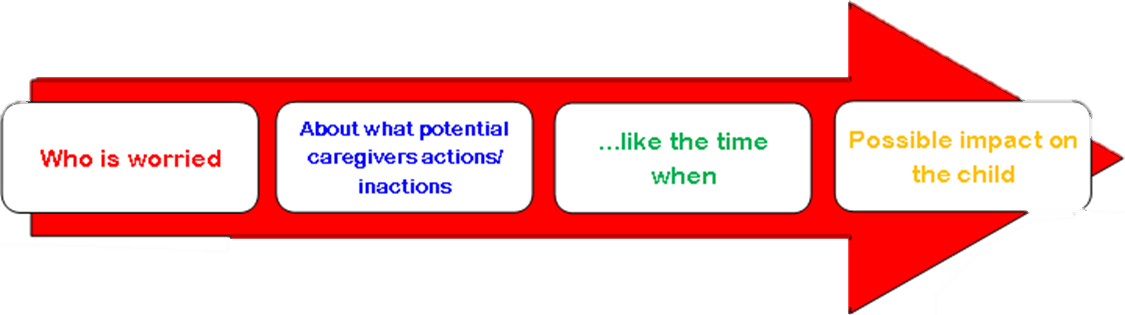 Who is worried
About what potential
caregivers actions/
inactions
...like the time
when
Possible impact on
the child